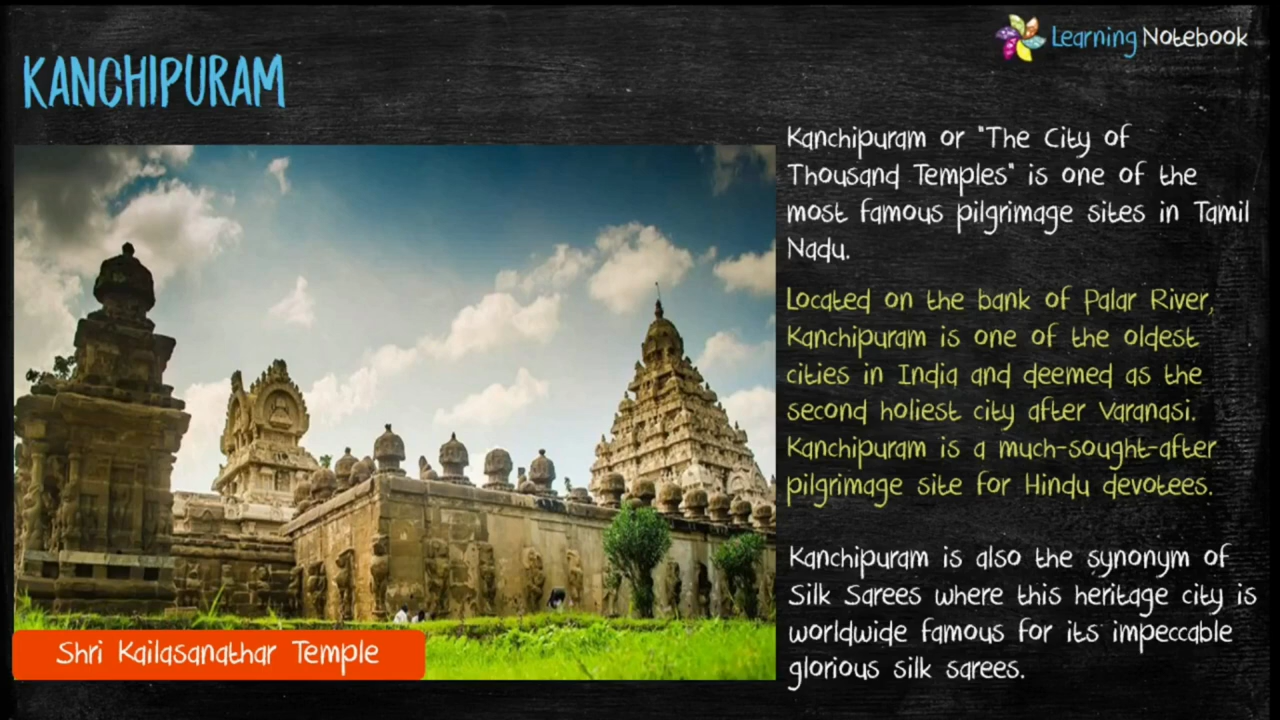 Learning Notebook
KANCHIPURAM
Kanchipuram or "The City of
Thousand Temples" is one of the
most famous pilgrimage sites in Tamil
Nadu.
Located on the bank of Palar River,
Kanchipuram is one of the oldest
cities in India and deemed as the
second holiest city after Varanasi.
Kanchipuram is a much-sought-after
pilgrimage site for Hindu devotees.
Kanchipuram is also the synonym of
Silk Sarees where this heritage city is
worldwide famous for its impeccable
glorious silk sarees.
Shri Kailasanathar Temple